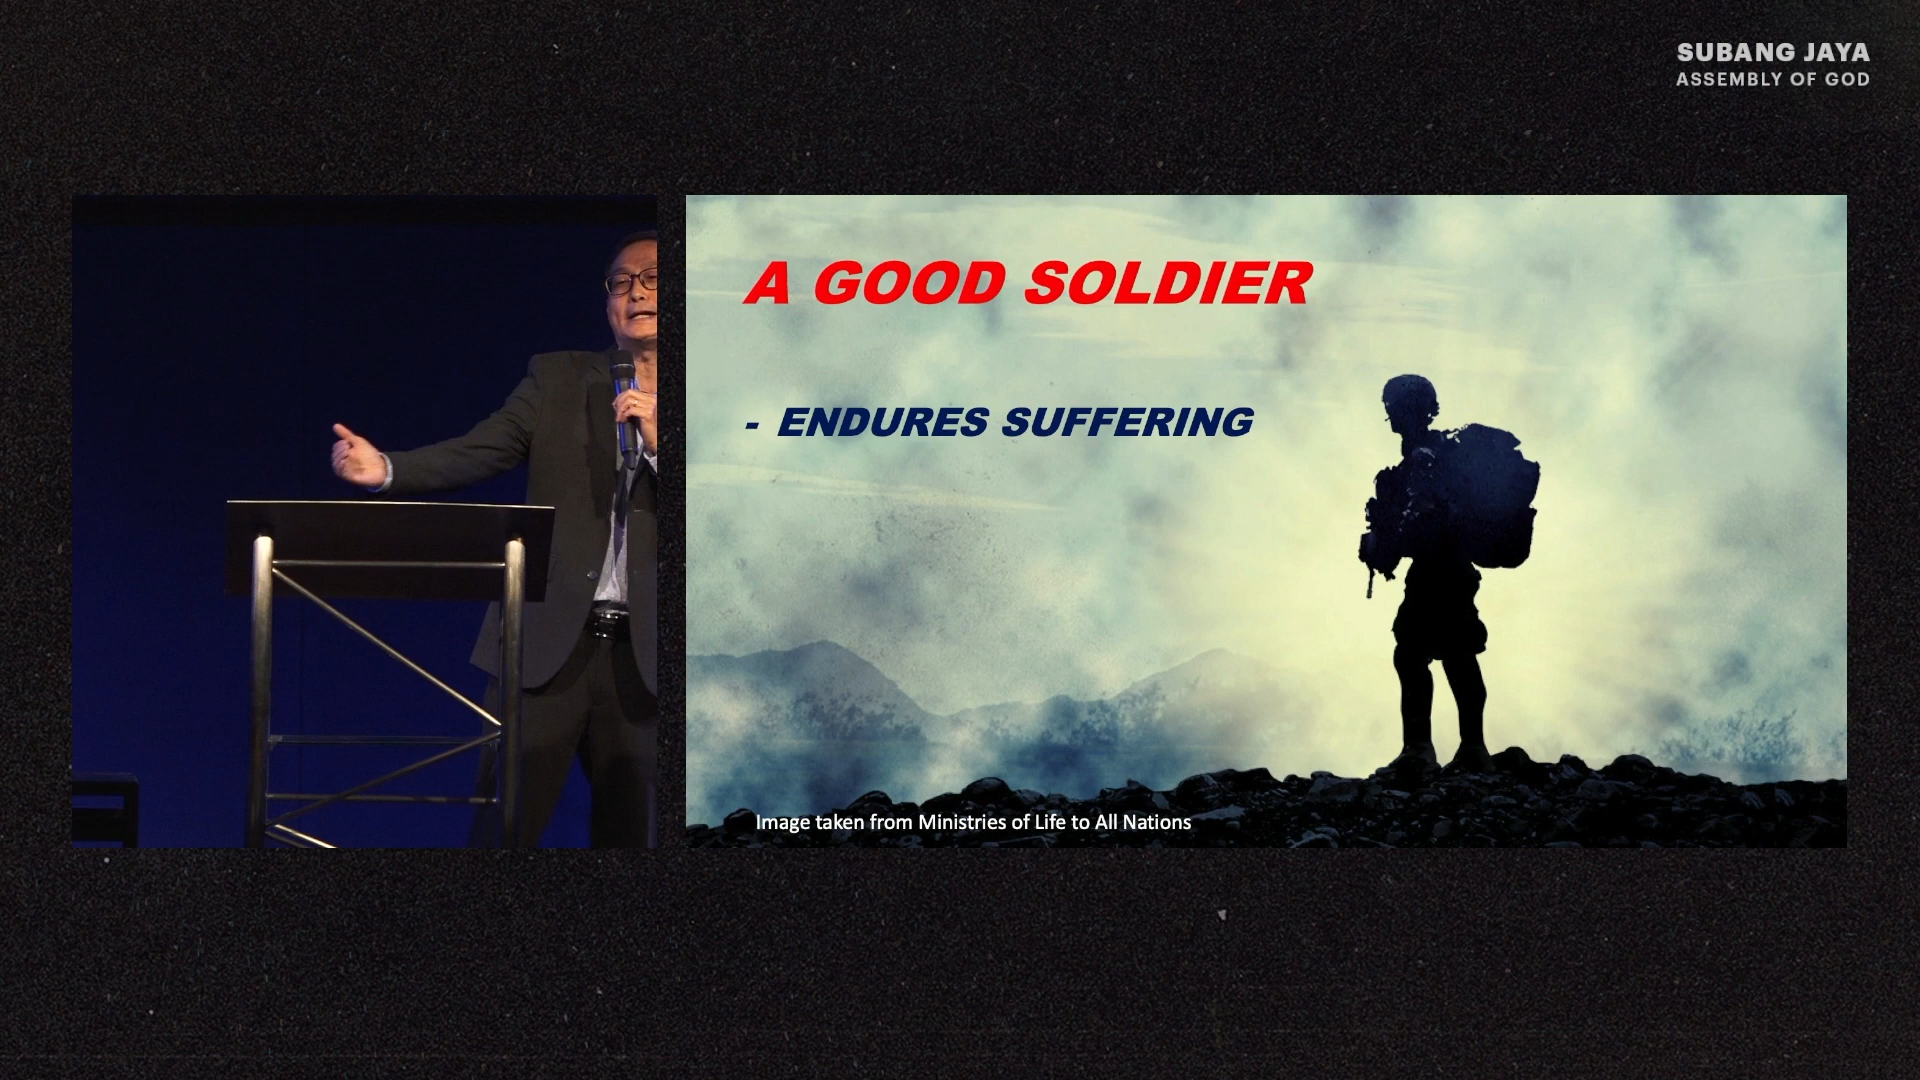 SUBANG JAYA
ASSEMBLY OF GOD
A GOOD SOLDIER
- ENDURES SUFFERING
Image taken from Ministries of Life to All Nations